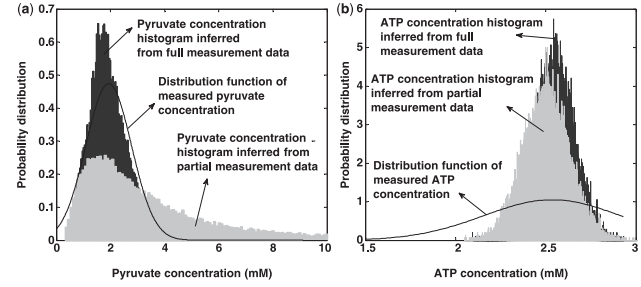 (a)
0.7
0.6
0.5
0.4
0.3
0.2
0.1
0
Probability distribution
Pyruvate concentration
histogram inferred
from full measurement data
Distribution function of
measured pyruvate
concentration
Pyruvate concentration
histogram inferred from
partial measurement data
0 2 4 6 8 10
Pyruvate concentration (mM)
(b)
6
5
4
3
2
1
0
Probability distribution
ATP concentration histogram
inferred from full
measurement data
ATP concentration histogram
inferred from partial
measurement data
Distribution function of
measured ATP
concentration
1.5 2 2.5 3
ATP concentration (mM)